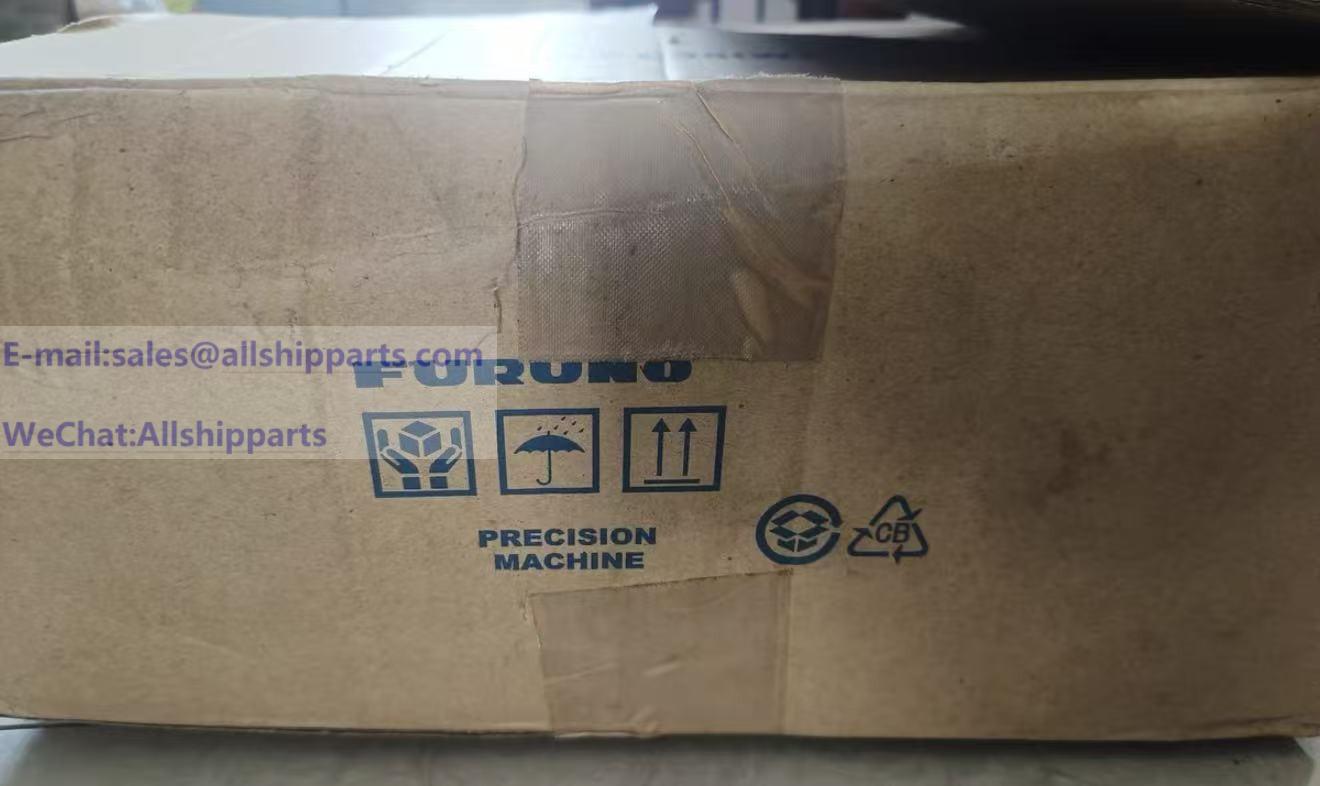 E-mail:sales@allshipparts.com
FURUNO
WeChat:Allshipparts
PRECISION
MACHINE
CB